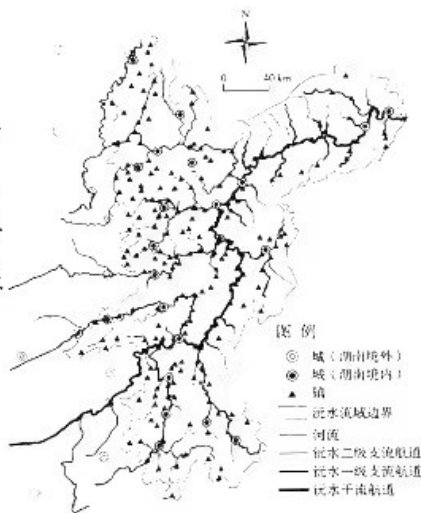 N
0 40 km
图 例
城（湖南境外）
城（湖南境内）
镇
沅水流域边界
河流
沅水二级支流航道
沅水一级支流航道
沅水干流航道